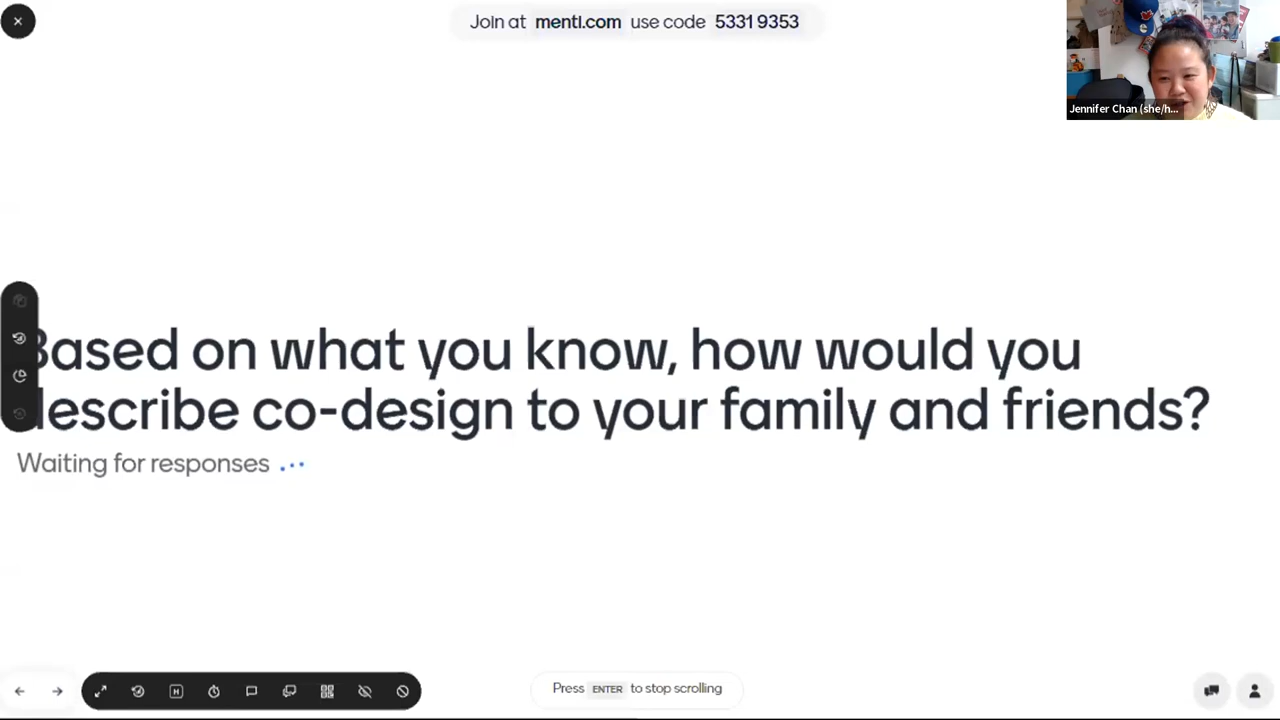 Join at menti.com use code 5331 9353
Jennifer Chan (she/h...
Based on what you know, how would you
describe co-design to your family and friends?
Waiting for responses ...
Press ENTER to stop scrolling